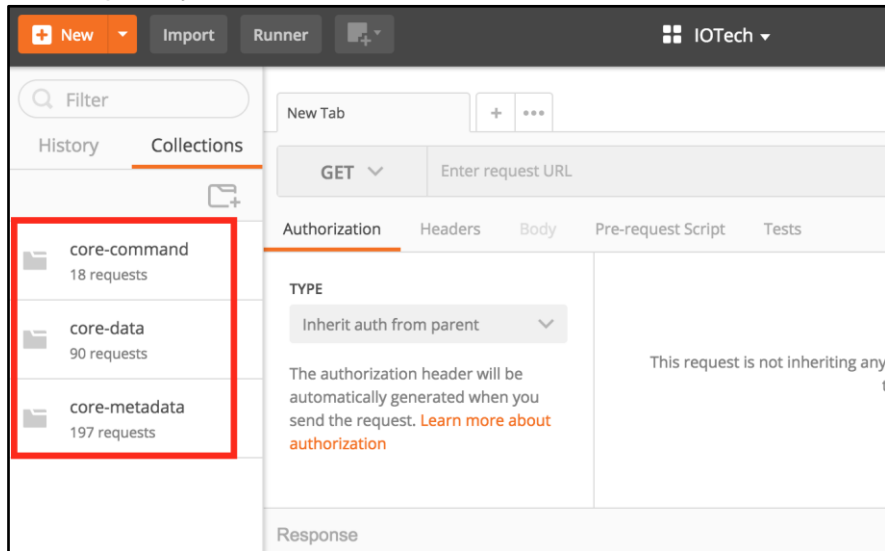 New
Import
Runner
IOTech
Filter
History
Collections
core-command
18 requests
core-data
90 requests
core-metadata
197 requests
New Tab
GET
Enter request URL
Authorization
Headers
Body
Pre-request Script
Tests
TYPE
Inherit auth from parent
The authorization header will be
automatically generated when you
send the request. Learn more about
authorization
This request is not inheriting any
Response